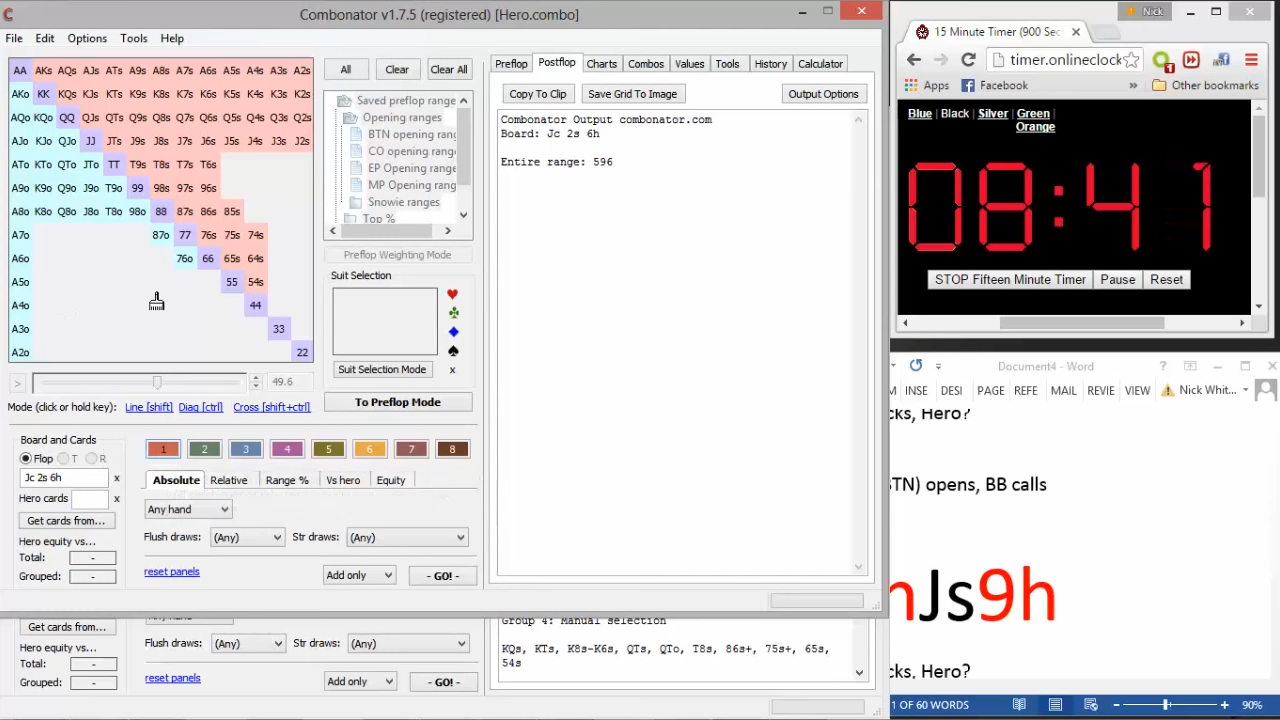 Combonator v1.7.5 (registered) [Hero.combo]
File Edit Options Tools Help
AA AKs AQs AJs ATs A9s A8s A7s A6s A5s A4s A3s A2s
AKo KK KQs KJs KTs K9s K8s K7s K6s K5s K4s K3s K2s
AQo KQo QQ QJs QTs Q9s Q8s Q7s Q6s Q5s Q4s Q3s Q2s
AJo KJo QJo JJ JTs J9s J8s J7s J6s J5s J4s J3s J2s
ATo KTo QTo JTo TT T9s T8s T7s T6s
A9o K9o Q9o J9o T9o 99 98s 97s 96s
A8o K8o Q8o J8o T8o 98o 88 87s 86s 85s
A7o 87o 77 76s 75s 74s
A6o 76o 66 65s 64s
A5o 55 54s
A4o 44
A3o 33
A2o 22
> 49.6
Mode (click or hold key): Line [shift] Diag [ctrl] Cross [shift+ctrl]
All Clear Clear All
Saved preflop range
Opening ranges
BTN opening ran
CO opening rang
EP Opening rang
MP Opening rang
Snowie ranges
Top %
Preflop Weighting Mode
Suit Selection
x
Suit Selection Mode
To Preflop Mode
Board and Cards
Flop T R
Jc 2s 6h x
Hero cards x
Get cards from...
Hero equity vs...
Total: -
Grouped: -
1 2 3 4 5 6 7 8
Absolute Relative Range % Vs hero Equity
Any hand
Flush draws: (Any) Str draws: (Any)
reset panels Add only - GO! -
Preflop Postflop Charts Combos Values Tools History Calculator
Copy To Clip Save Grid To Image Output Options
Combonator Output combonator.com
Board: Jc 2s 6h
Entire range: 596
Get cards from...
Hero equity vs...
Total: -
Grouped: -
Flush draws: (Any) Str draws: (Any)
reset panels Add only - GO! -
Group 4: Manual selection
KQs, KTs, K8s-K6s, QTs, QTo, T8s, 86s+, 75s+, 65s,
54s
Nick
15 Minute Timer (900 Sec
timer.onlineclock
1
Apps Facebook » Other bookmarks
Blue | Black | Silver | Green |
Orange
08:41
STOP Fifteen Minute Timer Pause Reset
Document4 - Word
INSE DESI PAGE REFE MAIL REVIE VIEW Nick Whit...
cks, Hero?
BTN) opens, BB calls
hJs9h
cks, Hero?
1 OF 60 WORDS 90%